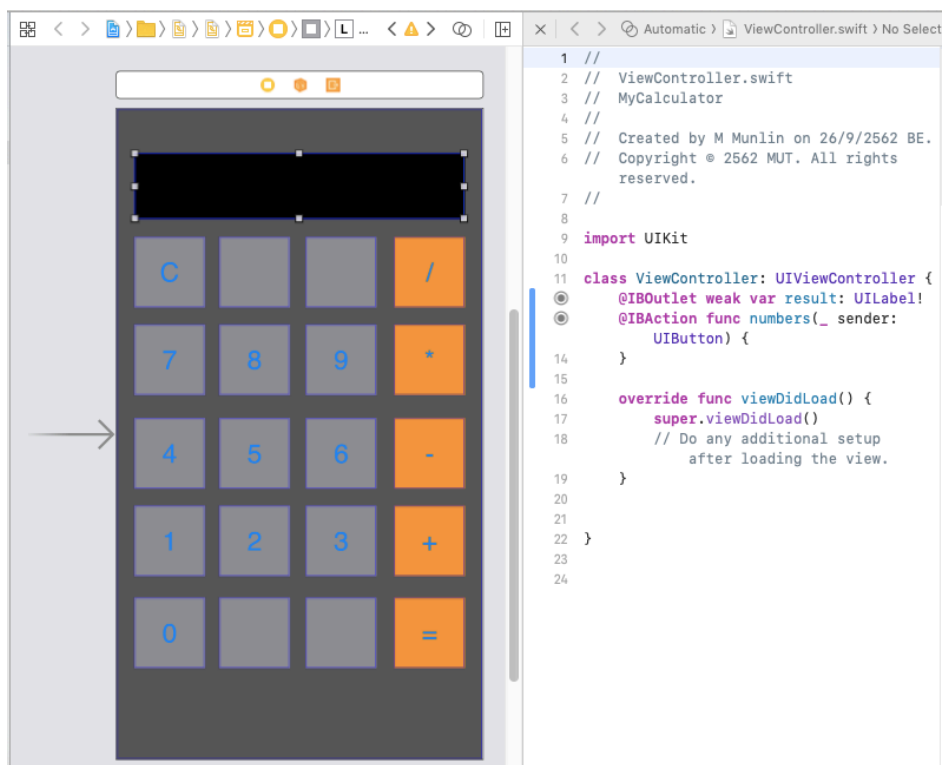 L ...
Automatic
ViewController.swift
No Select
C
/
7
8
9
*
4
5
6
-
1
2
3
+
0
=
1 //
2 // ViewController.swift
3 // MyCalculator
4 //
5 // Created by M Munlin on 26/9/2562 BE.
6 // Copyright © 2562 MUT. All rights
reserved.
7 //
8
9 import UIKit
10
11 class ViewController: UIViewController {
@IBOutlet weak var result: UILabel!
@IBAction func numbers(_ sender:
UIButton) {
14 }
15
16 override func viewDidLoad() {
17 super.viewDidLoad()
18 // Do any additional setup
after loading the view.
19 }
20
21
22 }
23
24